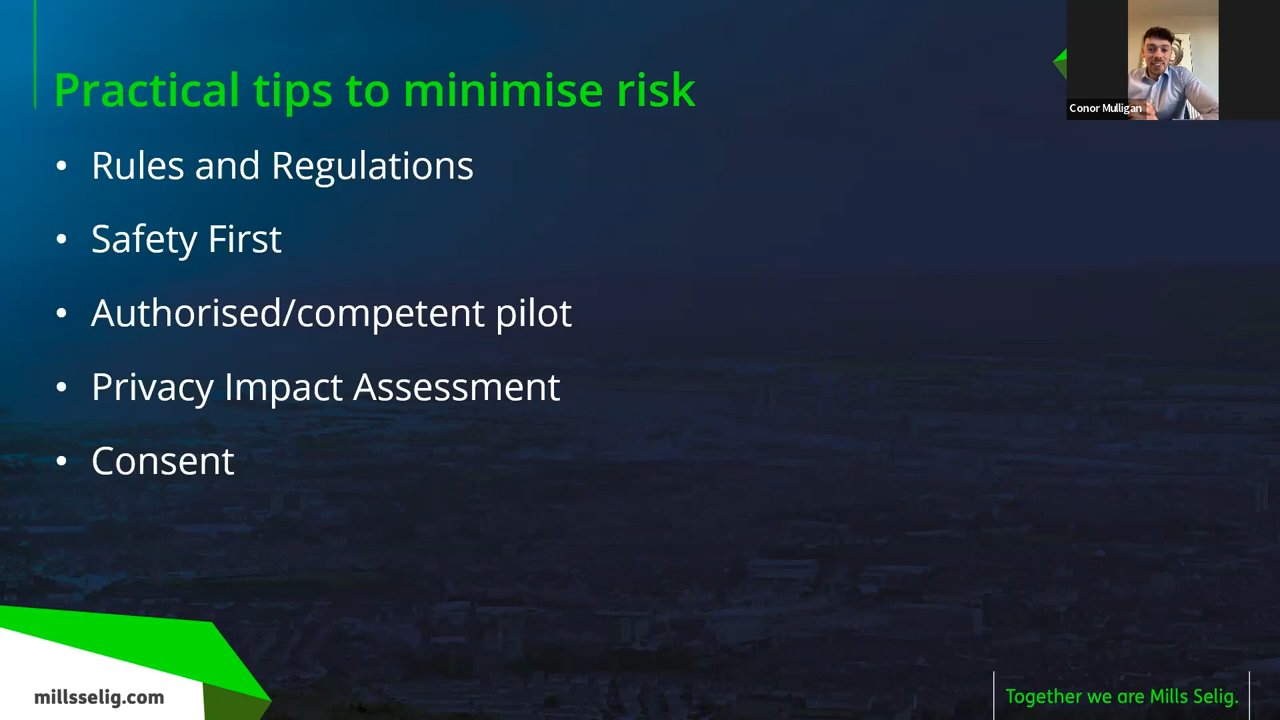 Practical tips to minimise risk
Conor Mulligan
• Rules and Regulations
• Safety First
• Authorised/competent pilot
• Privacy Impact Assessment
• Consent
millsselig.com
Together we are Mills Selig.